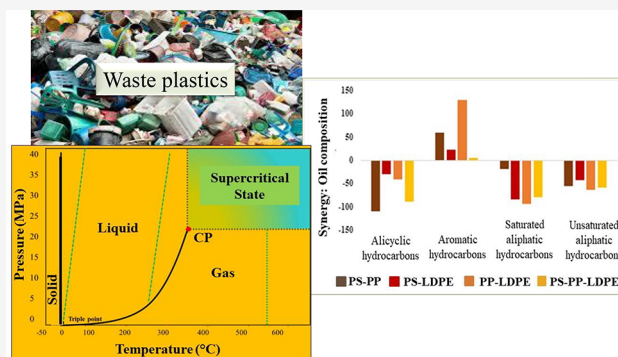 Waste plastics
Pressure (MPa)
40
35
30
25
20
15
10
5
0
Solid
Liquid
Supercritical
State
CP
Gas
Triple point
-50 0 100 200 300 400 500 600
Temperature (°C)
Synergy: Oil composition
150
100
50
0
-50
-100
-150
Alicyclic
hydrocarbons
Aromatic
hydrocarbons
Saturated
aliphatic
hydrocarbons
Unsaturated
aliphatic
hydrocarbons
PS-PP PS-LDPE PP-LDPE PS-PP-LDPE